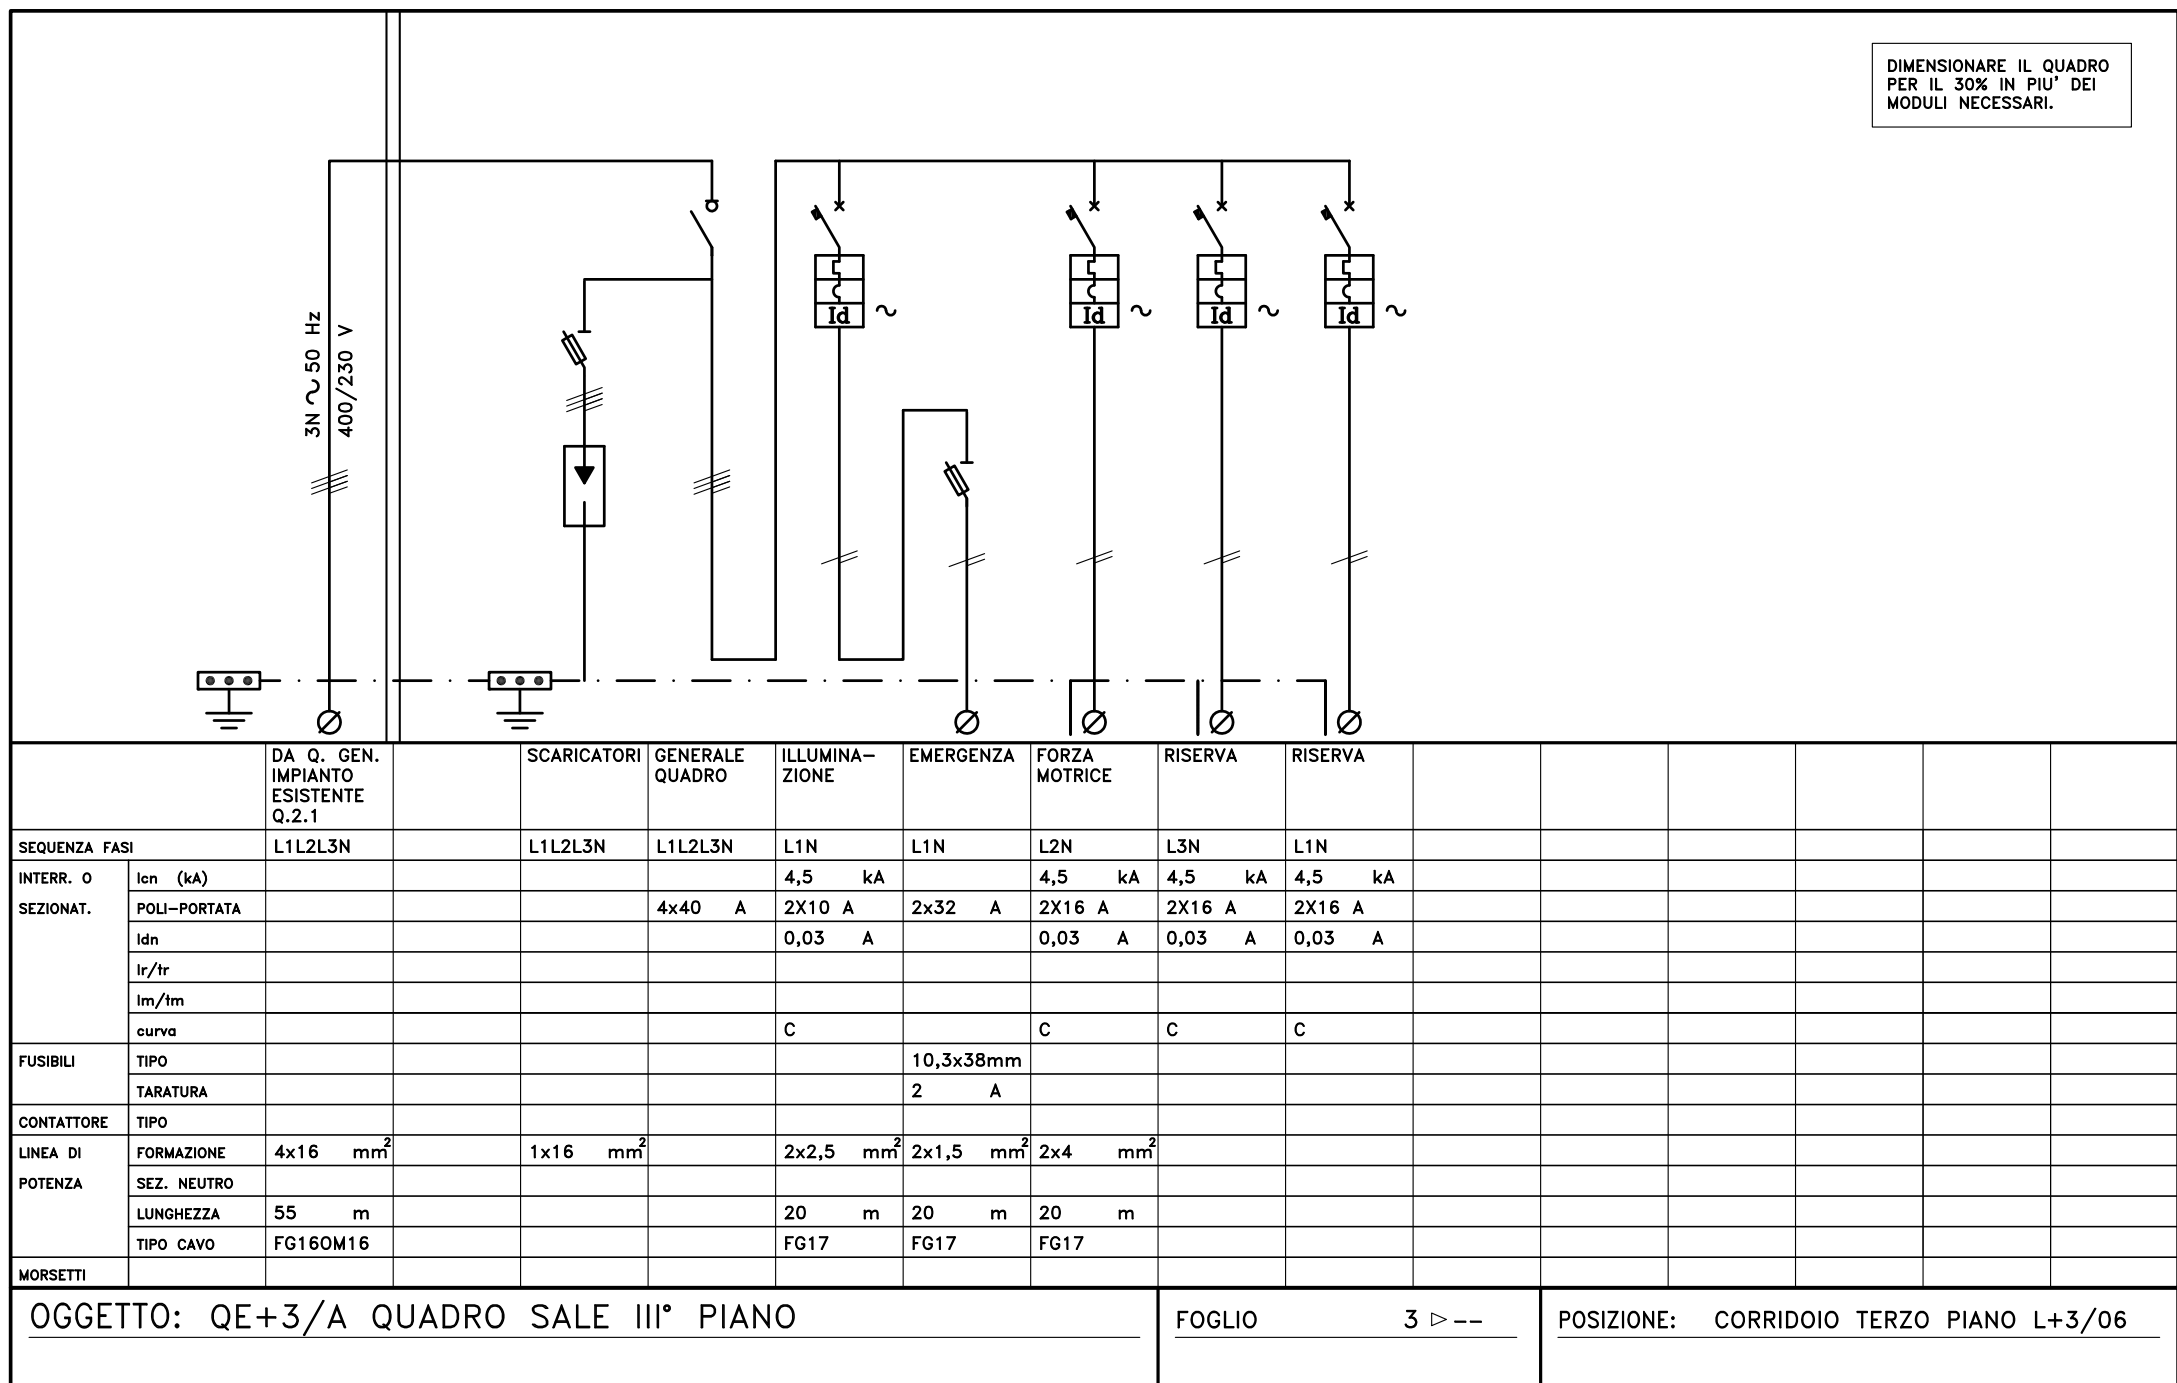 DIMENSIONARE IL QUADRO
PER IL 30% IN PIU' DEI
MODULI NECESSARI.
3N ~ 50 Hz
400/230 V
Id ~ Id ~ Id ~ Id ~
DA Q. GEN.
IMPIANTO
ESISTENTE
Q.2.1
SCARICATORI
GENERALE
QUADRO
ILLUMINA-
ZIONE
EMERGENZA
FORZA
MOTRICE
RISERVA
RISERVA
SEQUENZA FASI L1L2L3N L1L2L3N L1L2L3N L1N L1N L2N L3N L1N
INTERR. O Icn (kA) 4,5 kA 4,5 kA 4,5 kA 4,5 kA
SEZIONAT. POLI-PORTATA 4x40 A 2X10 A 2x32 A 2X16 A 2X16 A 2X16 A
Idn 0,03 A 0,03 A 0,03 A 0,03 A
Ir/tr
Im/tm
curva C C C C
FUSIBILI TIPO 10,3x38mm
TARATURA 2 A
CONTATTORE TIPO
LINEA DI FORMAZIONE 4x16 mm² 1x16 mm² 2x2,5 mm² 2x1,5 mm² 2x4 mm²
POTENZA SEZ. NEUTRO
LUNGHEZZA 55 m 20 m 20 m 20 m
TIPO CAVO FG16OM16 FG17 FG17 FG17
MORSETTI
OGGETTO: QE+3/A QUADRO SALE III° PIANO
FOGLIO 3 ▷--
POSIZIONE: CORRIDOIO TERZO PIANO L+3/06